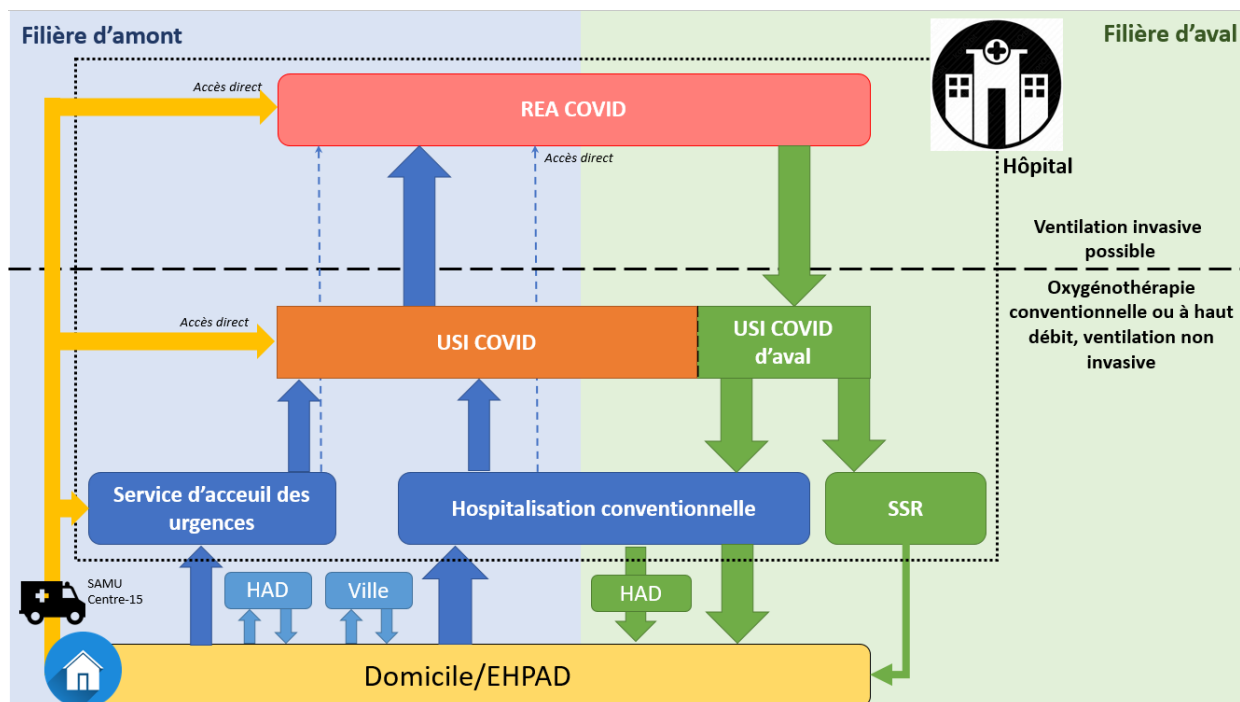 Filière d'amont
Filière d'aval
Accès direct
REA COVID
Accès direct
Hôpital
Ventilation invasive
possible
Oxygénothérapie
conventionnelle ou à haut
débit, ventilation non
invasive
Accès direct
USI COVID
USI COVID
d'aval
Service d'acceuil des
urgences
Hospitalisation conventionnelle
SSR
SAMU
Centre-15
HAD
Ville
HAD
Domicile/EHPAD